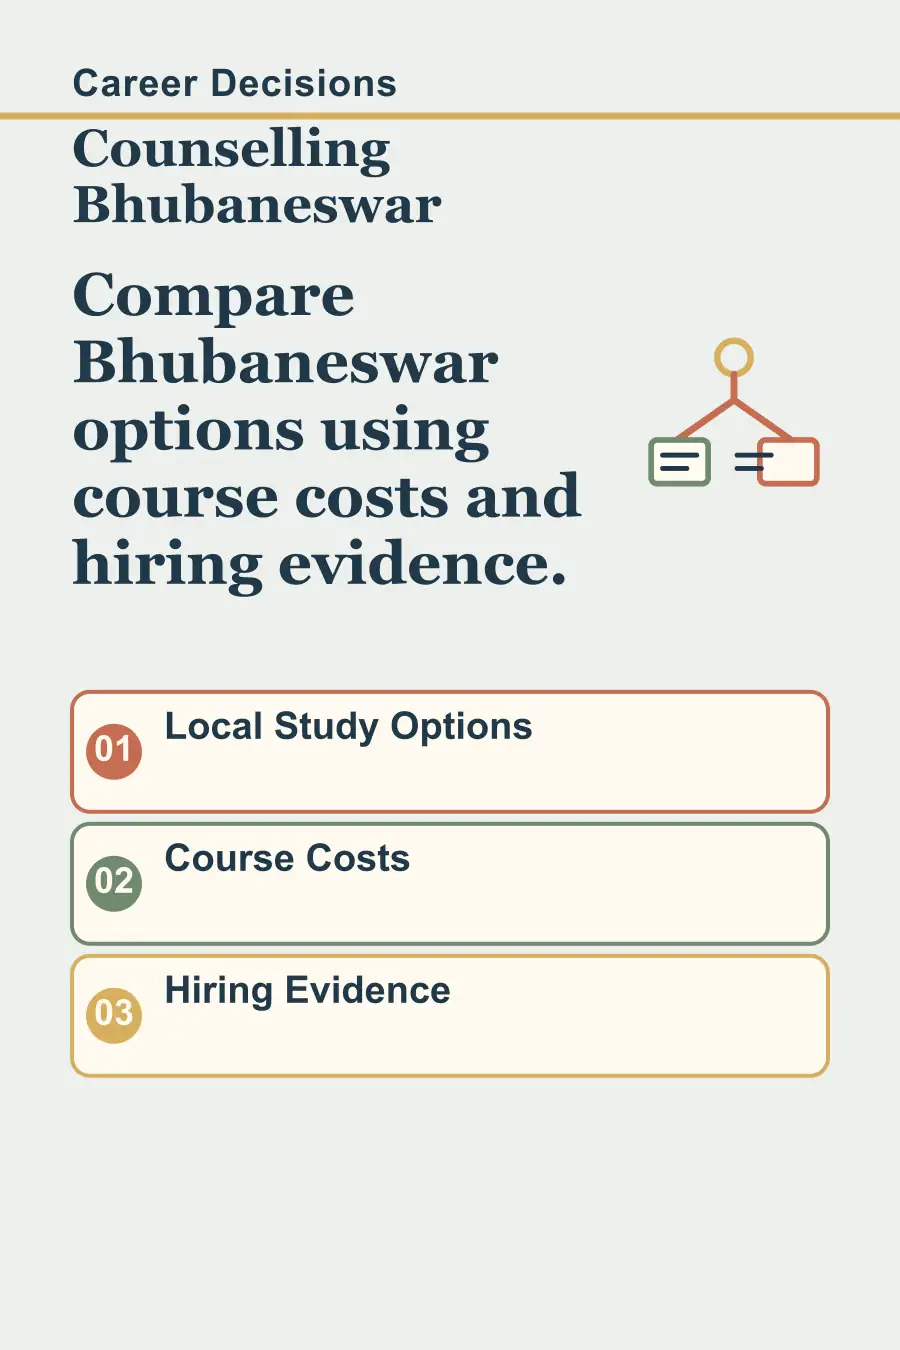 Career Decisions
Counselling
Bhubaneswar
Compare
Bhubaneswar
options using
course costs and
hiring evidence.
01
Local Study Options
02
Course Costs
03
Hiring Evidence